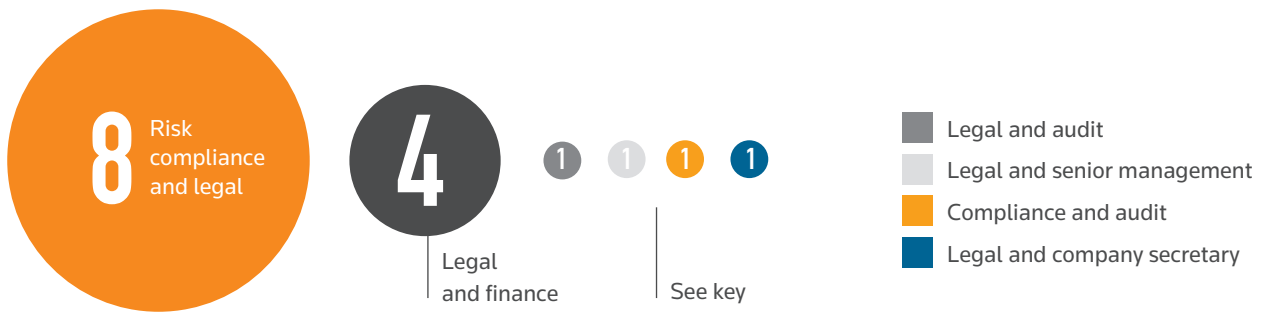 8
Risk
compliance
and legal
4
Legal
and finance
1
1
1
1
See key
Legal and audit
Legal and senior management
Compliance and audit
Legal and company secretary